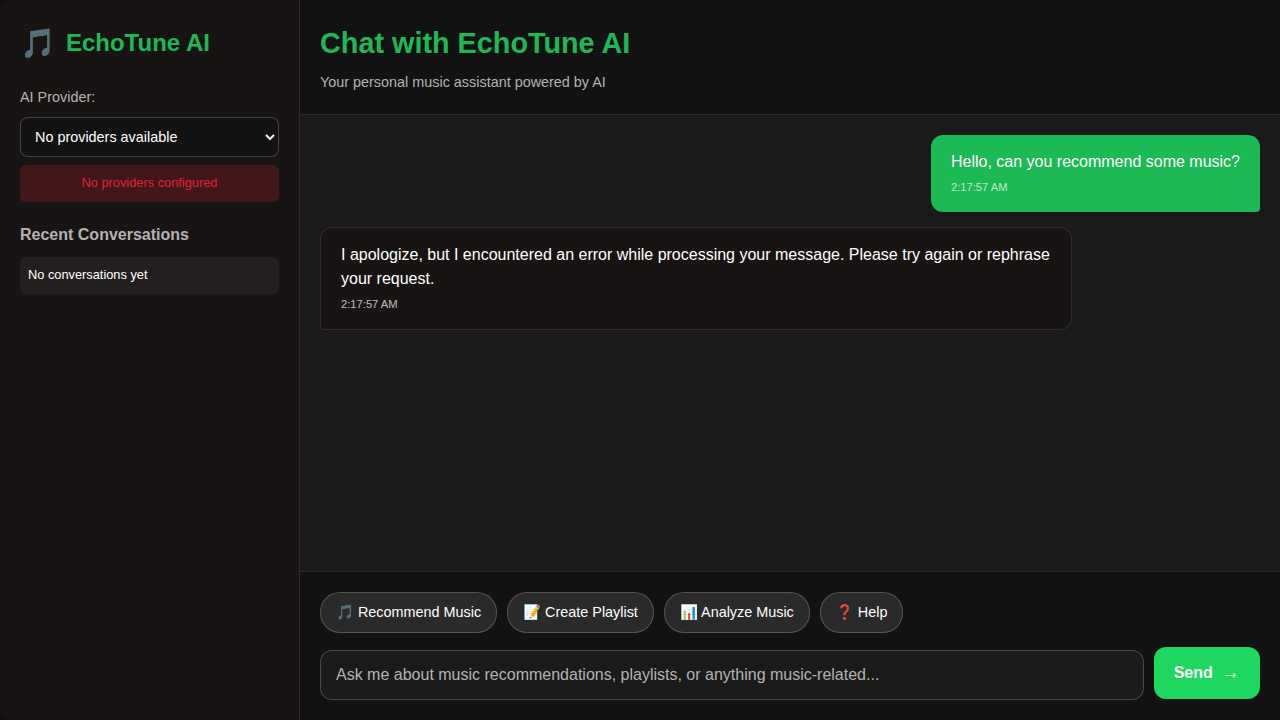 🎵 EchoTune AI
AI Provider:
No providers available
No providers configured
Recent Conversations
No conversations yet
Chat with EchoTune AI
Your personal music assistant powered by AI
Hello, can you recommend some music?
2:17:57 AM
I apologize, but I encountered an error while processing your message. Please try again or rephrase
your request.
2:17:57 AM
🎵 Recommend Music
📝 Create Playlist
📊 Analyze Music
❓ Help
Ask me about music recommendations, playlists, or anything music-related...
Send →